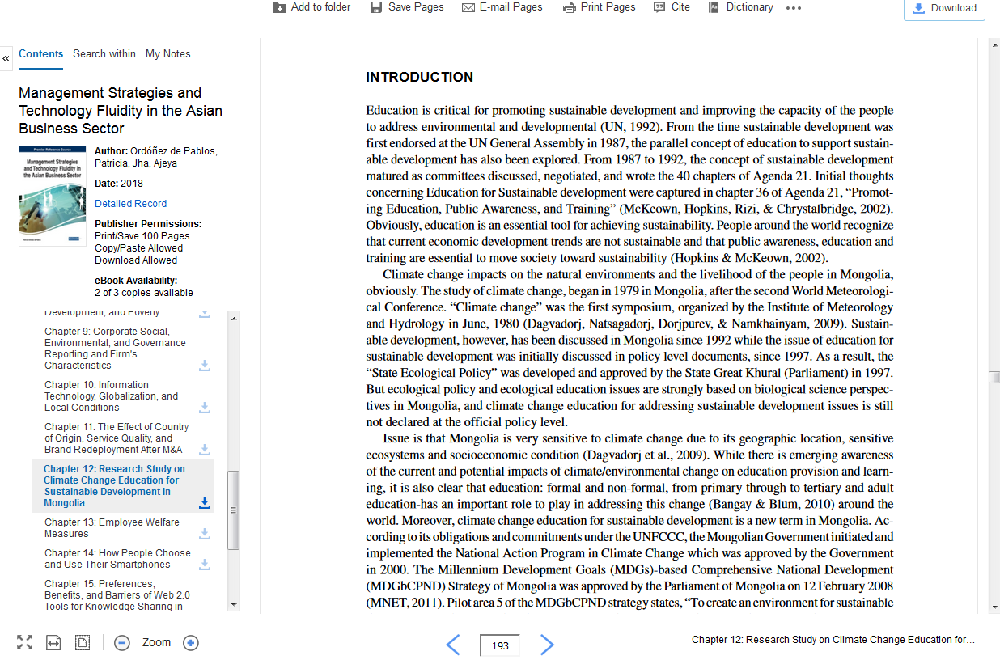 Add to folder Save Pages E-mail Pages Print Pages Cite Dictionary Download
« Contents Search within My Notes
Management Strategies and
Technology Fluidity in the Asian
Business Sector
Premier Reference Source
Management Strategies
and Technology Fluidity in
the Asian Business Sector
Author: Ordóñez de Pablos,
Patricia, Jha, Ajeya
Date: 2018
Detailed Record
Publisher Permissions:
Print/Save 100 Pages
Copy/Paste Allowed
Download Allowed
eBook Availability:
2 of 3 copies available
Development, and Poverty
Chapter 9: Corporate Social,
Environmental, and Governance
Reporting and Firm's
Characteristics
Chapter 10: Information
Technology, Globalization, and
Local Conditions
Chapter 11: The Effect of Country
of Origin, Service Quality, and
Brand Redeployment After M&A
Chapter 12: Research Study on
Climate Change Education for
Sustainable Development in
Mongolia
Chapter 13: Employee Welfare
Measures
Chapter 14: How People Choose
and Use Their Smartphones
Chapter 15: Preferences,
Benefits, and Barriers of Web 2.0
Tools for Knowledge Sharing in
INTRODUCTION
Education is critical for promoting sustainable development and improving the capacity of the people
to address environmental and developmental (UN, 1992). From the time sustainable development was
first endorsed at the UN General Assembly in 1987, the parallel concept of education to support sustain-
able development has also been explored. From 1987 to 1992, the concept of sustainable development
matured as committees discussed, negotiated, and wrote the 40 chapters of Agenda 21. Initial thoughts
concerning Education for Sustainable development were captured in chapter 36 of Agenda 21, “Promot-
ing Education, Public Awareness, and Training” (McKeown, Hopkins, Rizi, & Chrystalbridge, 2002).
Obviously, education is an essential tool for achieving sustainability. People around the world recognize
that current economic development trends are not sustainable and that public awareness, education and
training are essential to move society toward sustainability (Hopkins & McKeown, 2002).
Climate change impacts on the natural environments and the livelihood of the people in Mongolia,
obviously. The study of climate change, began in 1979 in Mongolia, after the second World Meteorologi-
cal Conference. “Climate change” was the first symposium, organized by the Institute of Meteorology
and Hydrology in June, 1980 (Dagvadorj, Natsagadorj, Dorjpurev, & Namkhainyam, 2009). Sustain-
able development, however, has been discussed in Mongolia since 1992 while the issue of education for
sustainable development was initially discussed in policy level documents, since 1997. As a result, the
“State Ecological Policy” was developed and approved by the State Great Khural (Parliament) in 1997.
But ecological policy and ecological education issues are strongly based on biological science perspec-
tives in Mongolia, and climate change education for addressing sustainable development issues is still
not declared at the official policy level.
Issue is that Mongolia is very sensitive to climate change due to its geographic location, sensitive
ecosystems and socioeconomic condition (Dagvadorj et al., 2009). While there is emerging awareness
of the current and potential impacts of climate/environmental change on education provision and learn-
ing, it is also clear that education: formal and non-formal, from primary through to tertiary and adult
education-has an important role to play in addressing this change (Bangay & Blum, 2010) around the
world. Moreover, climate change education for sustainable development is a new term in Mongolia. Ac-
cording to its obligations and commitments under the UNFCCC, the Mongolian Government initiated and
implemented the National Action Program in Climate Change which was approved by the Government
in 2000. The Millennium Development Goals (MDGs)-based Comprehensive National Development
(MDGbCPND) Strategy of Mongolia was approved by the Parliament of Mongolia on 12 February 2008
(MNET, 2011). Pilot area 5 of the MDGbCPND strategy states, “To create an environment for sustainable
Zoom
193
Chapter 12: Research Study on Climate Change Education for...